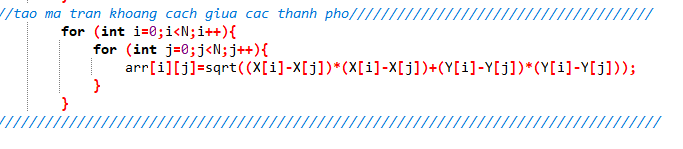 //tao ma tran khoang cach giua cac thanh pho///////////////////////////////////////
for (int i=0;i<N;i++){
for (int j=0;j<N;j++){
arr[i][j]=sqrt((X[i]-X[j])*(X[i]-X[j])+(Y[i]-Y[j])*(Y[i]-Y[j]));
}
}
/////////////////////////////////////////////////////////////////////////////////////